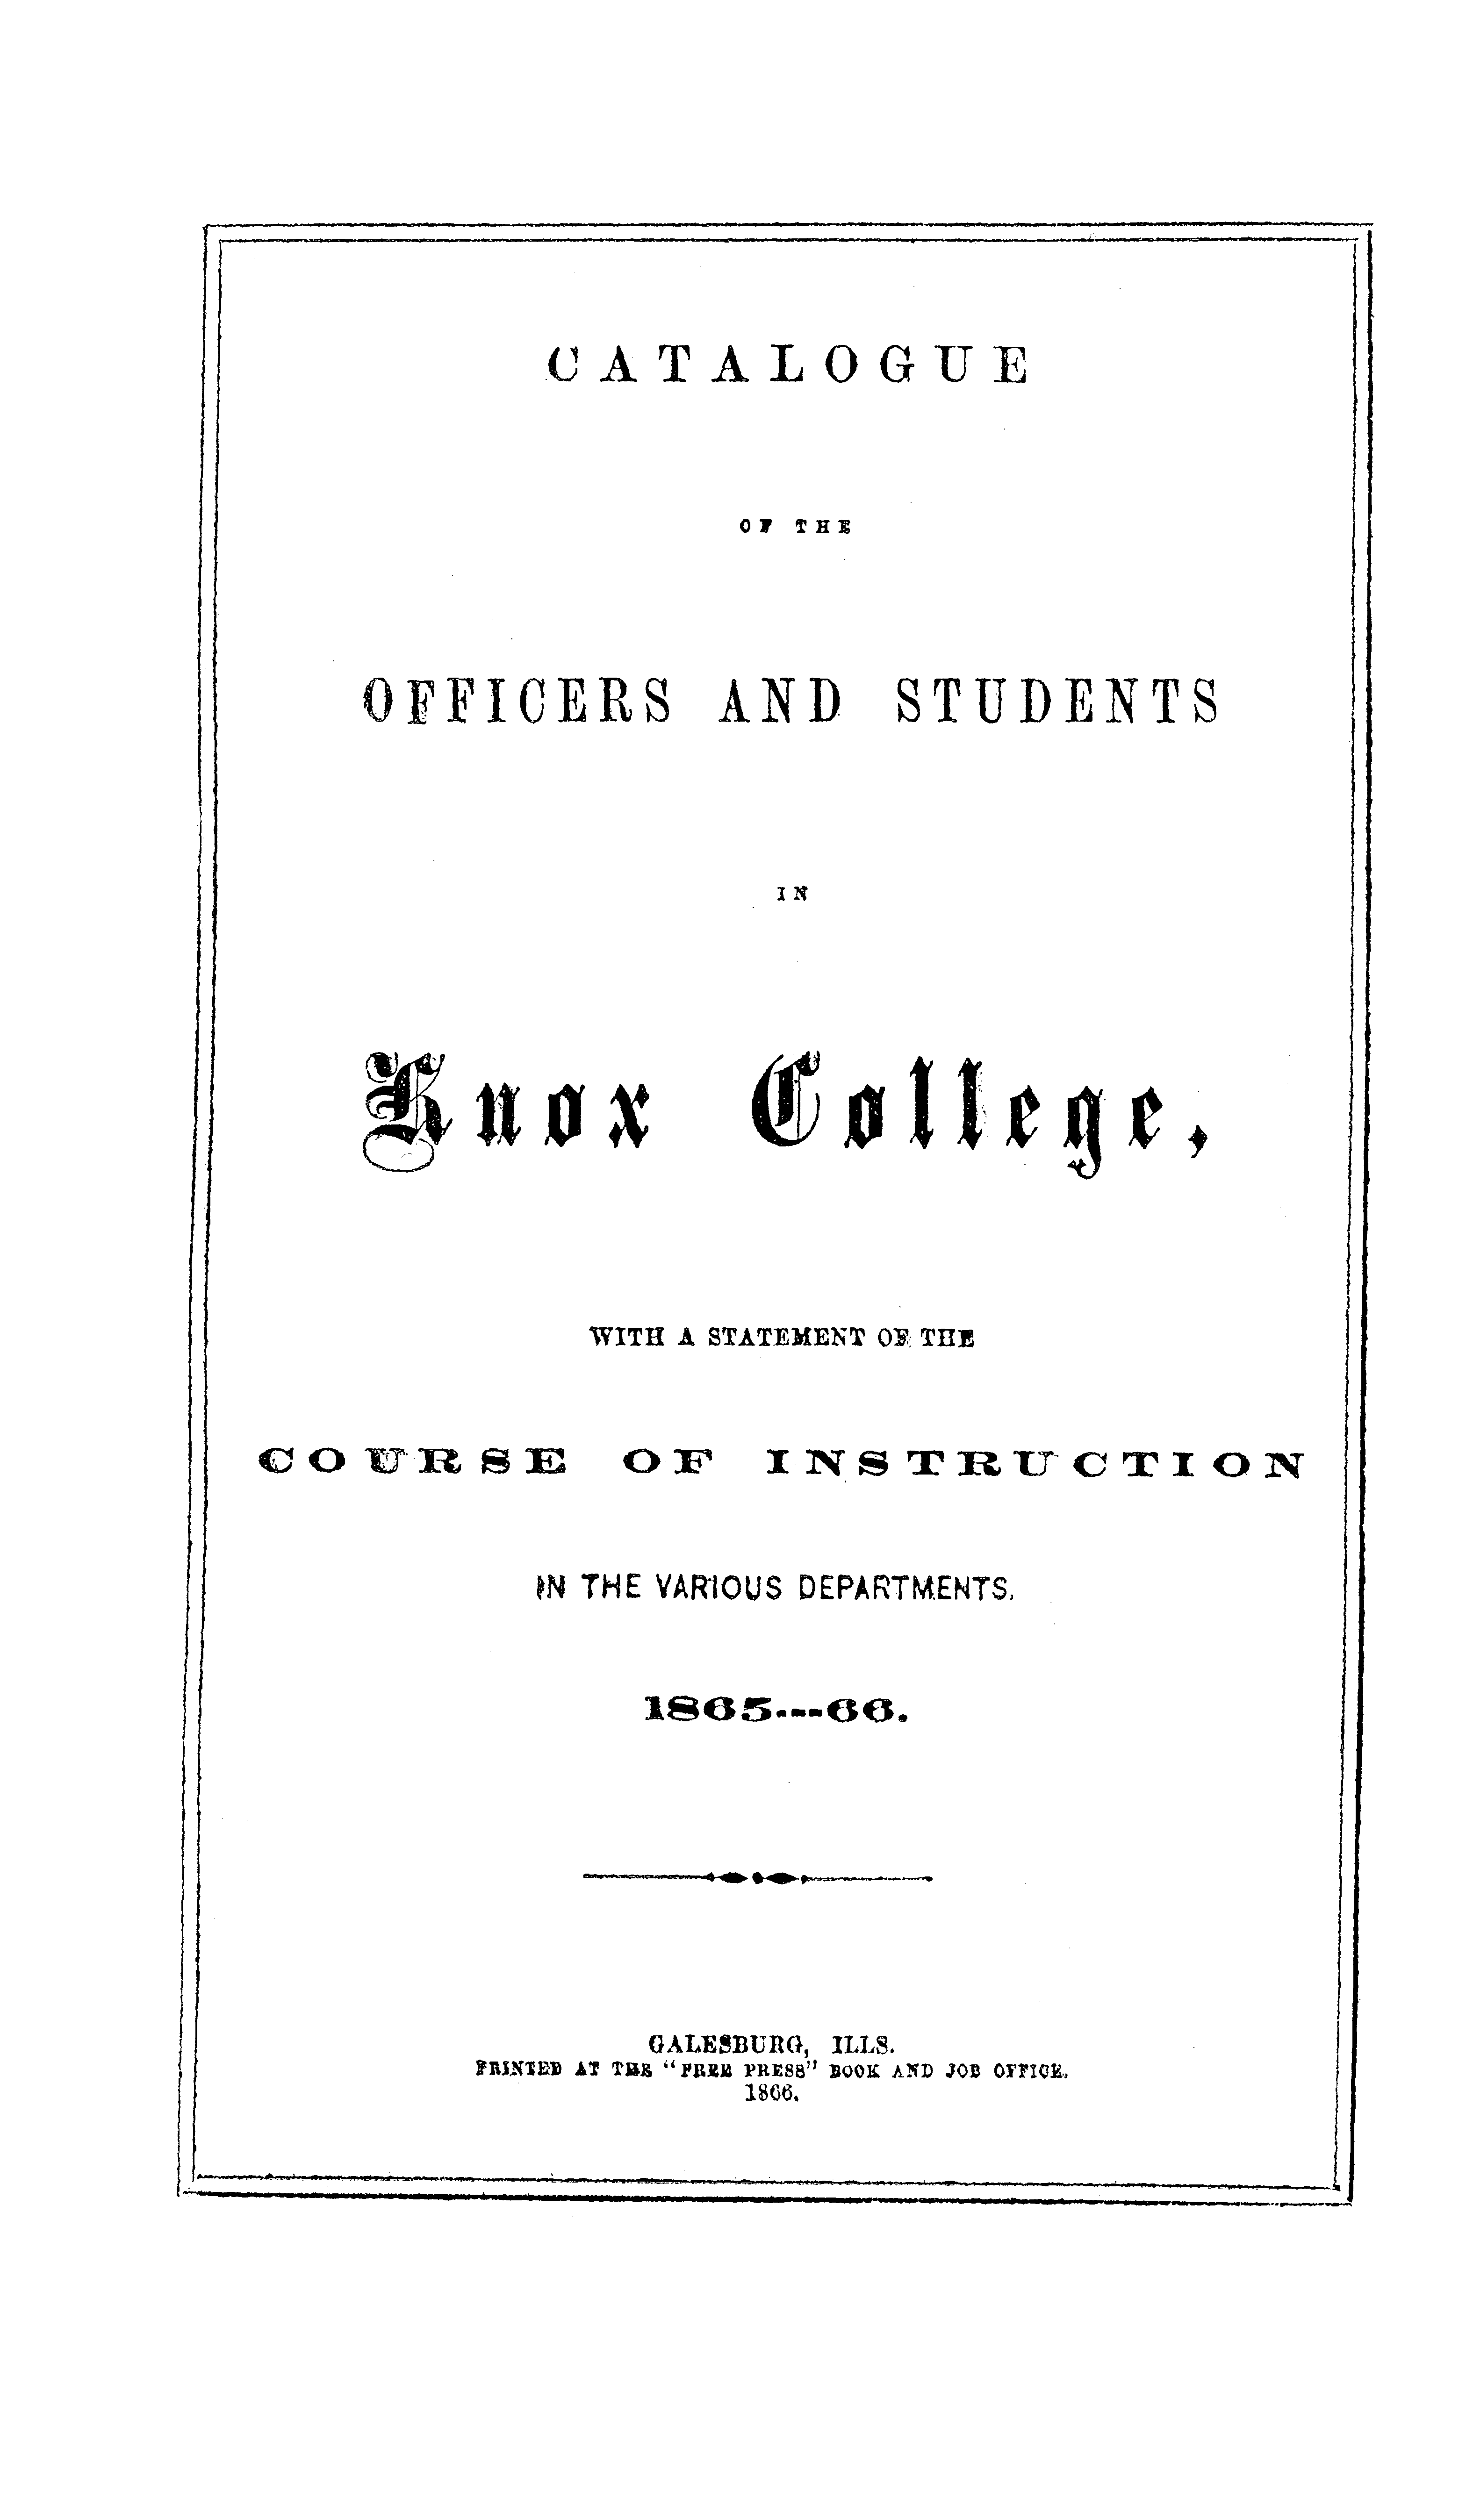 CATALOGUE
OF THE
OFFICERS AND STUDENTS
IN
Knox College,
WITH A STATEMENT OF THE
COURSE OF INSTRUCTION
IN THE VARIOUS DEPARTMENTS,
1865---66.
GALESBURG, ILLS.
PRINTED AT THE "FREE PRESS" BOOK AND JOB OFFICE,
1866.